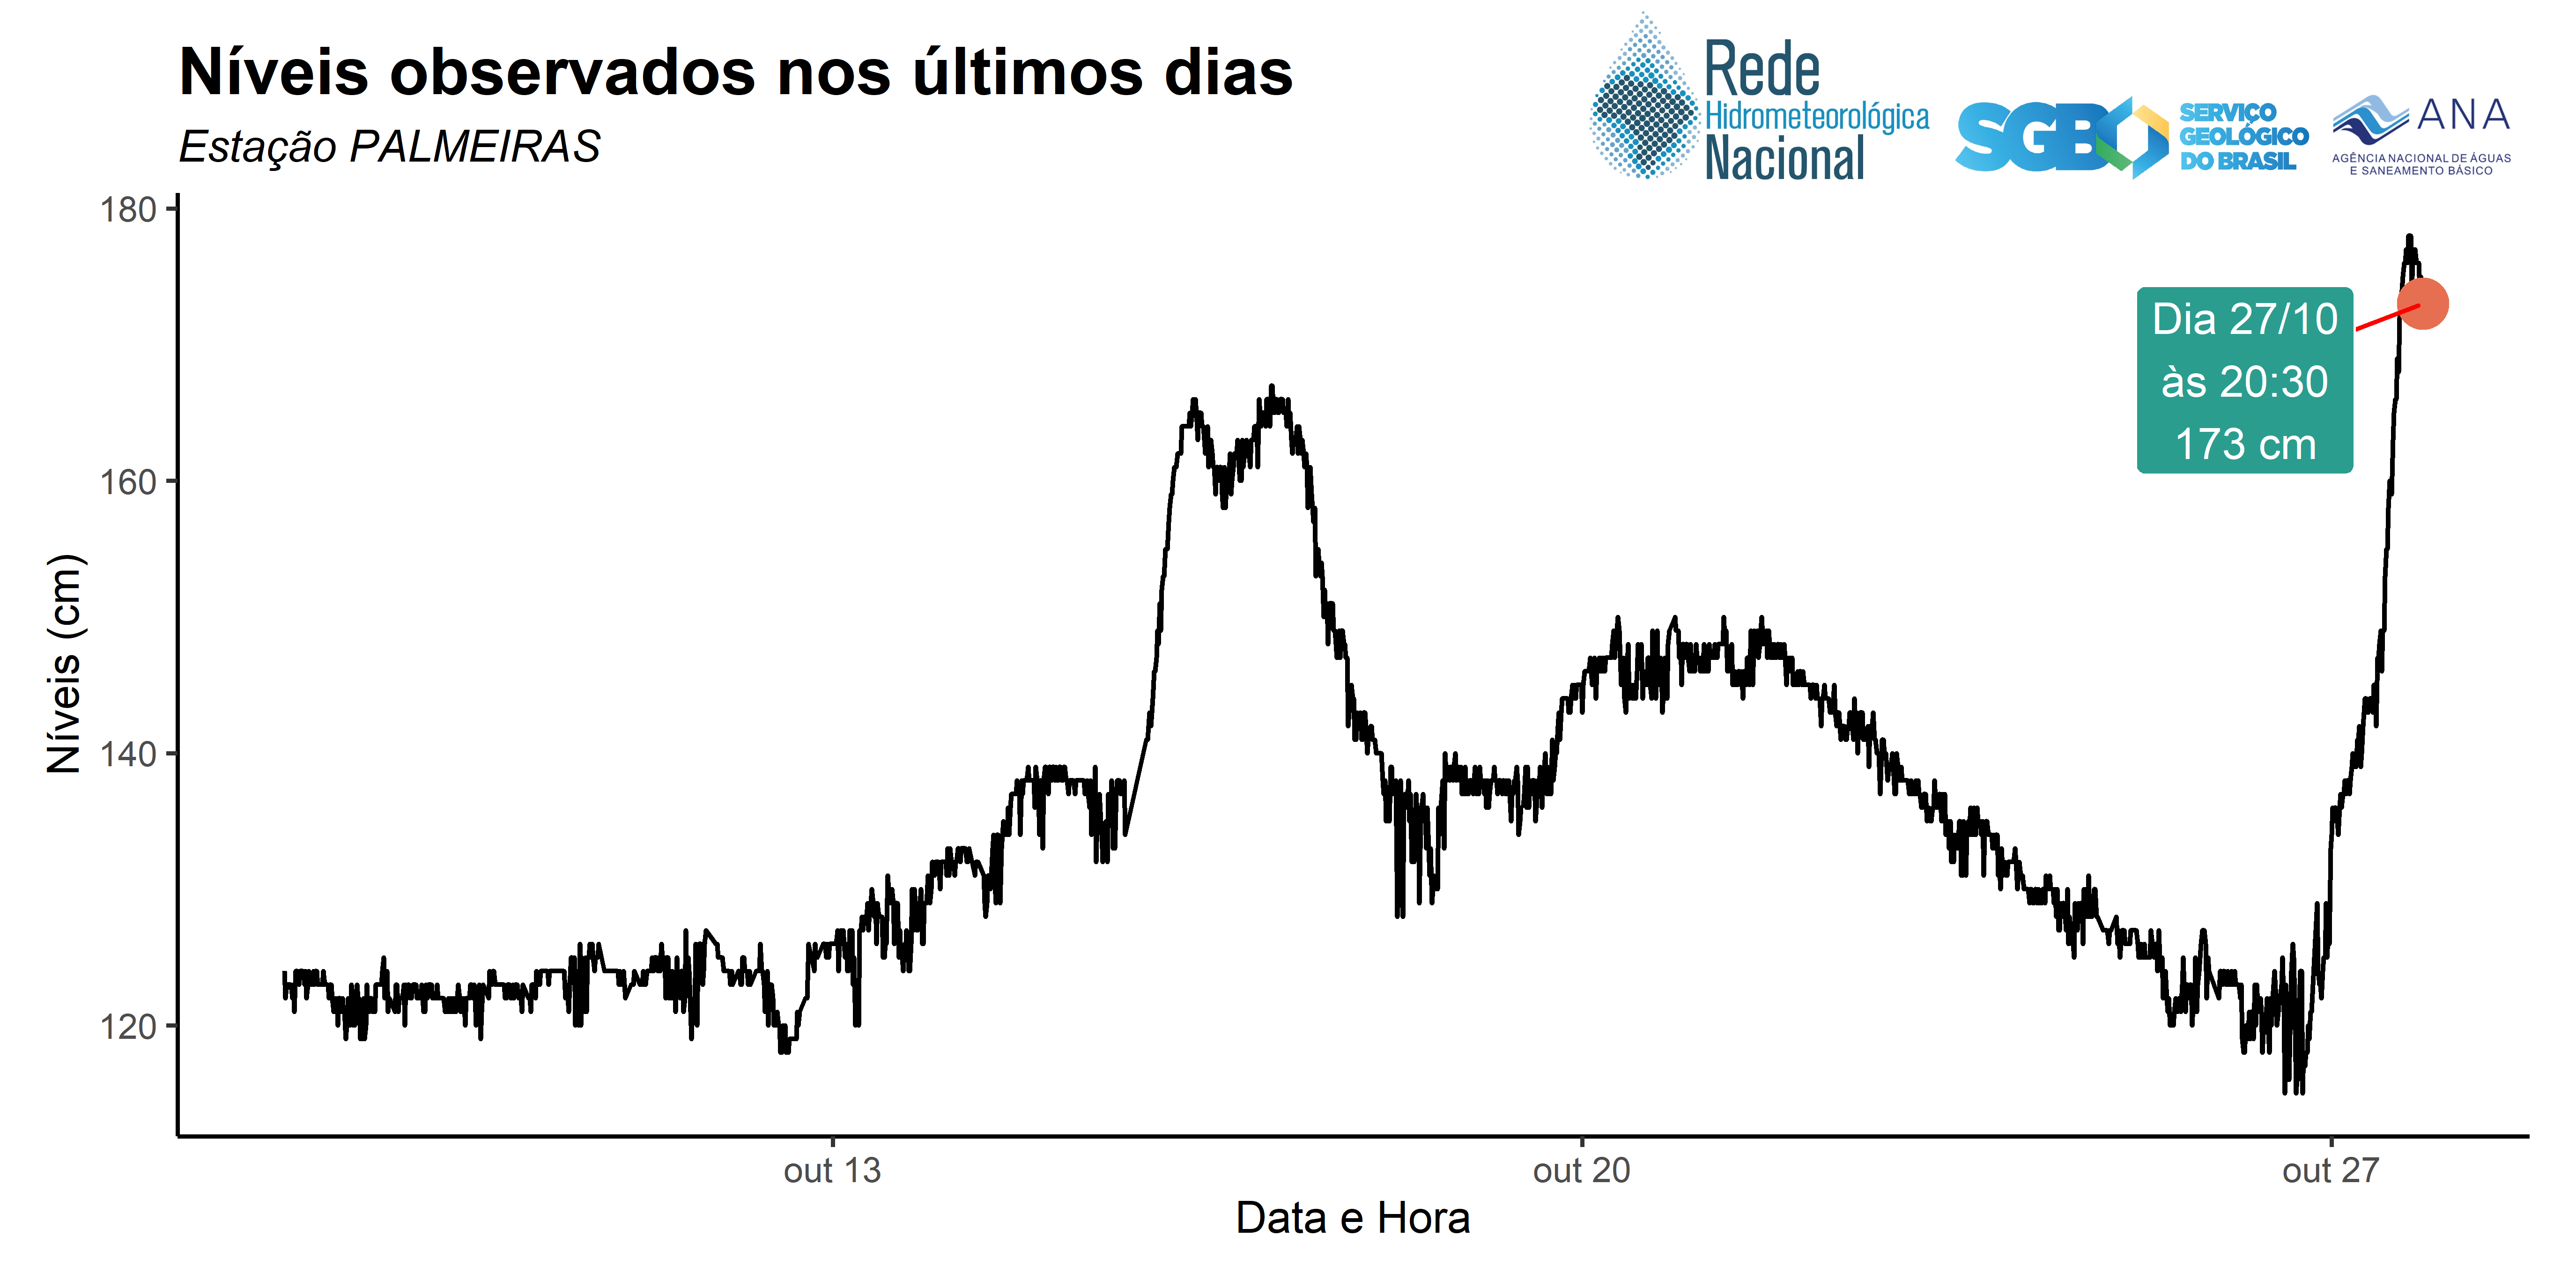 Níveis observados nos últimos dias
Estação PALMEIRAS
Rede
Hidrometeorológica
Nacional
SGB
SERVIÇO
GEOLÓGICO
DO BRASIL
ANA
AGÊNCIA NACIONAL DE ÁGUAS
E SANEAMENTO BÁSICO
180
160
140
120
Níveis (cm)
Dia 27/10
às 20:30
173 cm
out 13
out 20
out 27
Data e Hora